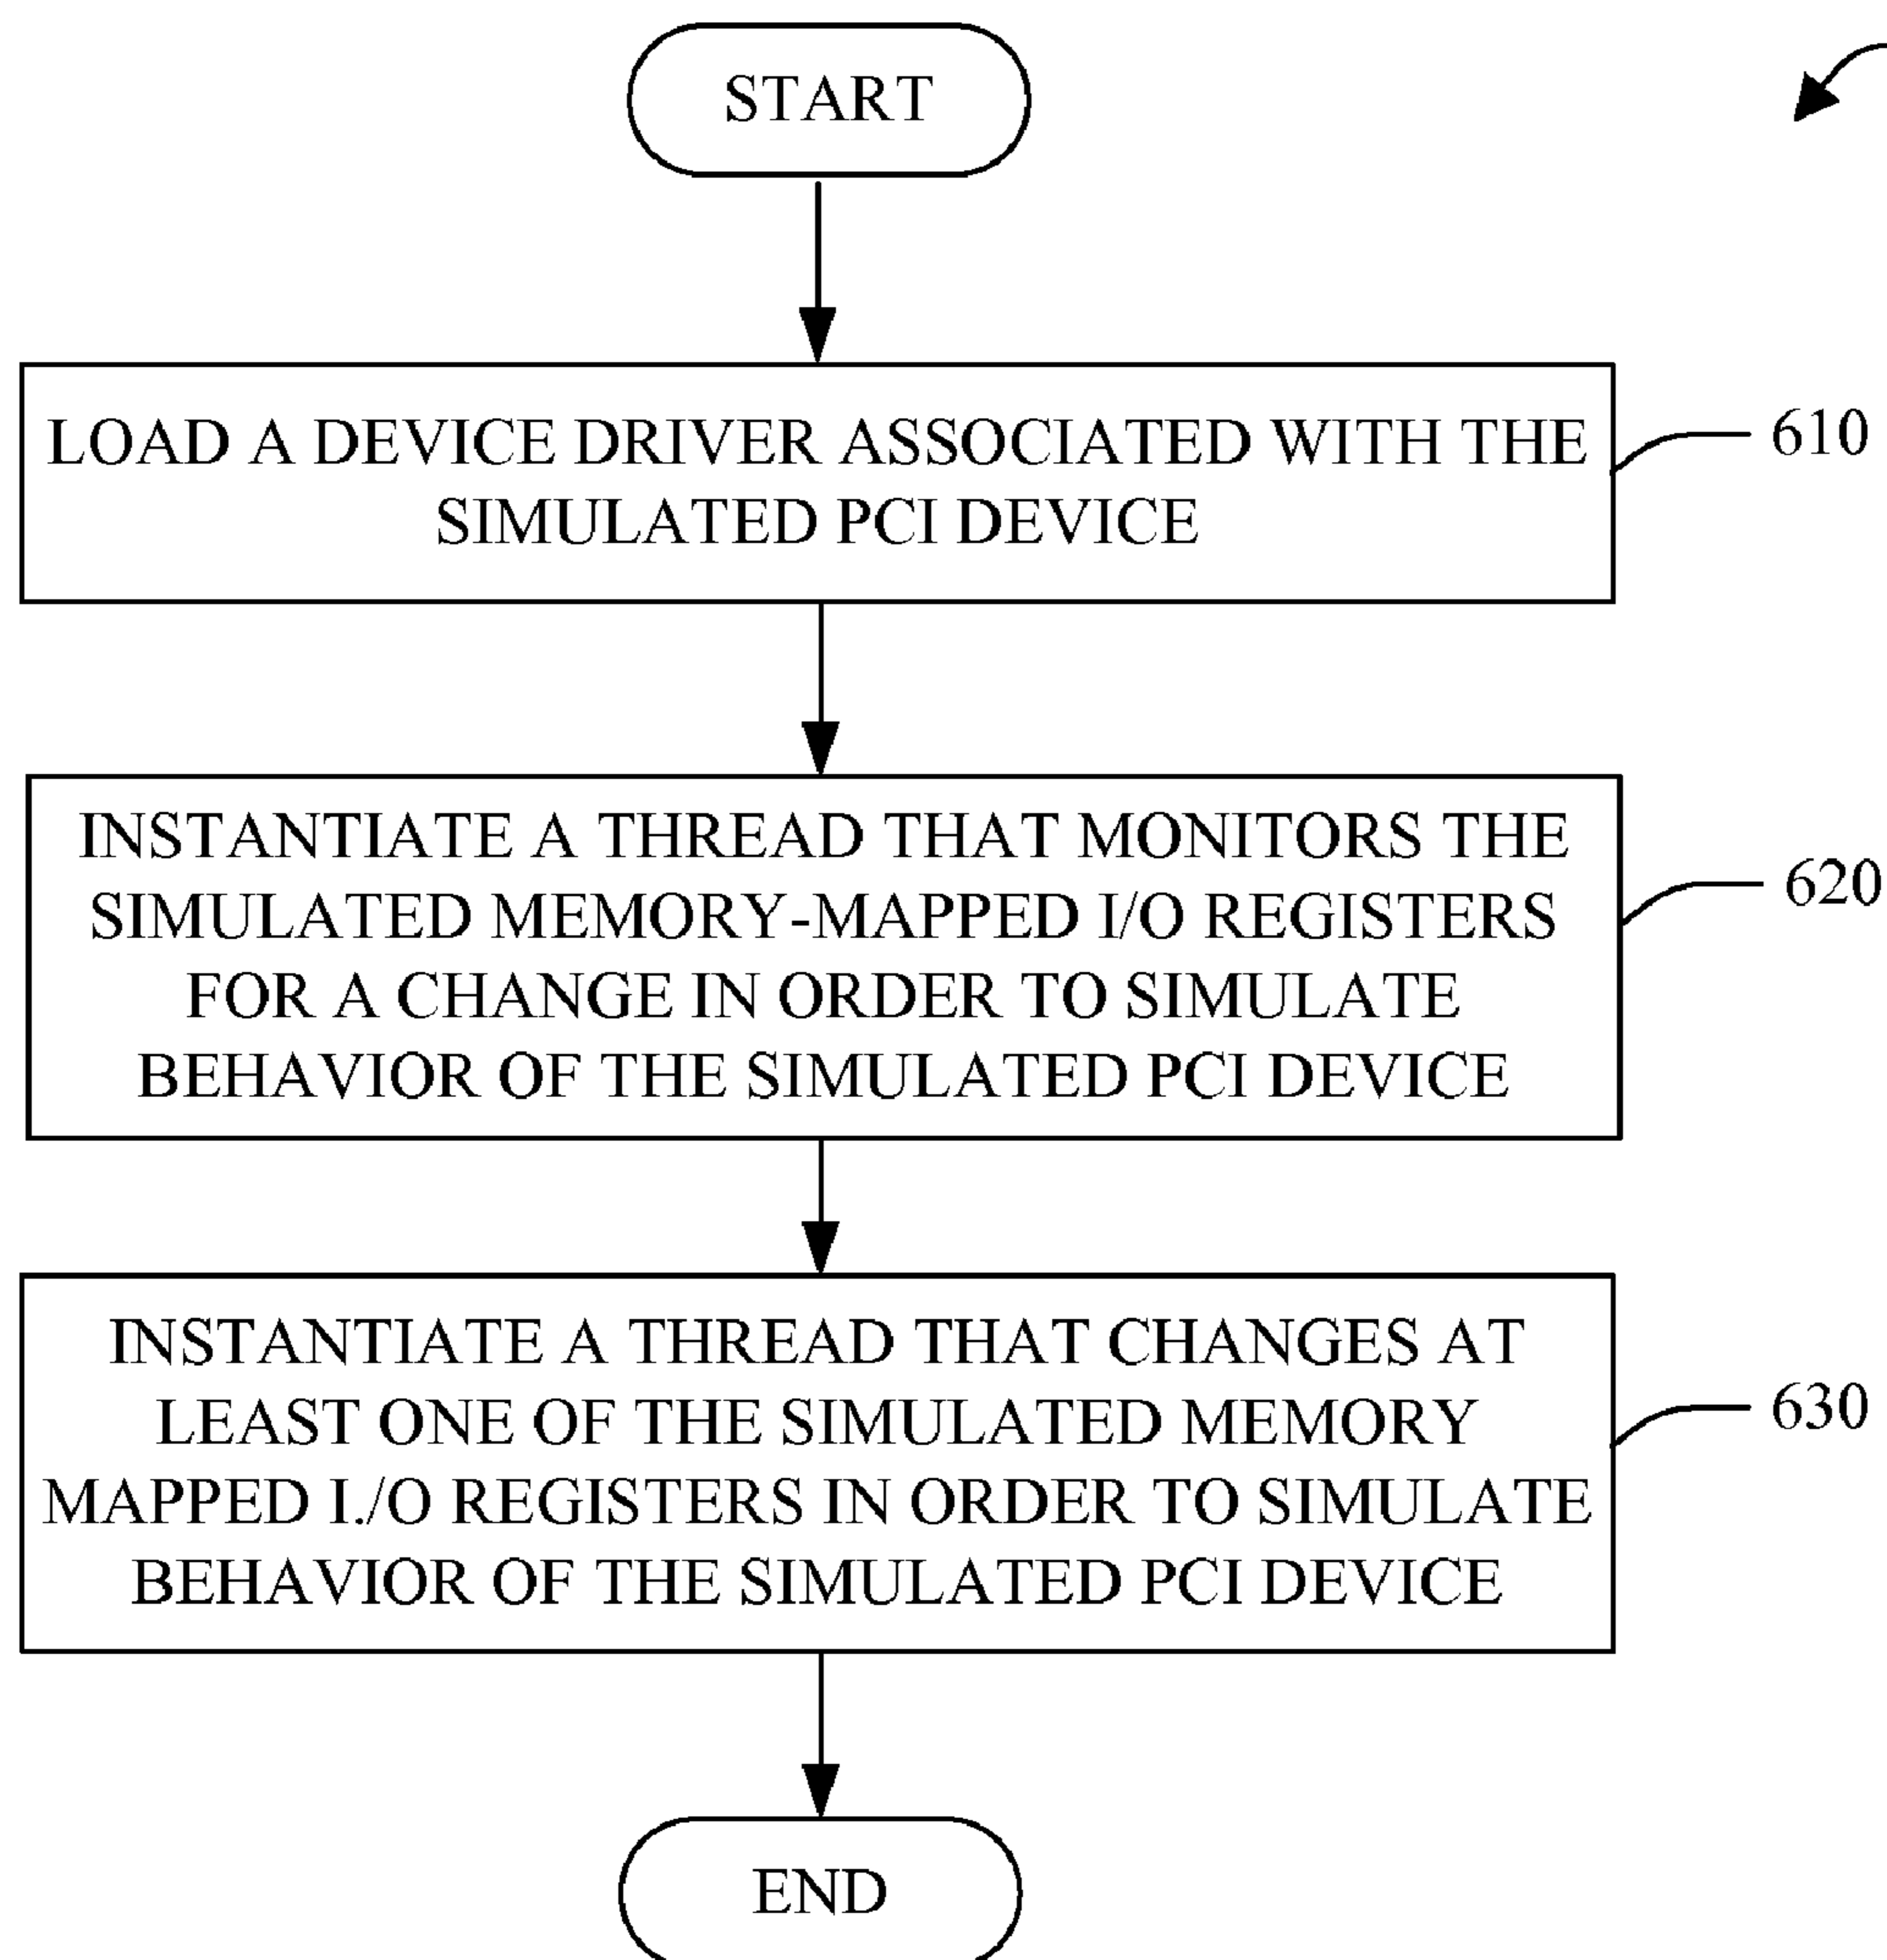 START
LOAD A DEVICE DRIVER ASSOCIATED WITH THE
SIMULATED PCI DEVICE
610
INSTANTIATE A THREAD THAT MONITORS THE
SIMULATED MEMORY-MAPPED I/O REGISTERS
FOR A CHANGE IN ORDER TO SIMULATE
BEHAVIOR OF THE SIMULATED PCI DEVICE
620
INSTANTIATE A THREAD THAT CHANGES AT
LEAST ONE OF THE SIMULATED MEMORY
MAPPED I./O REGISTERS IN ORDER TO SIMULATE
BEHAVIOR OF THE SIMULATED PCI DEVICE
630
END